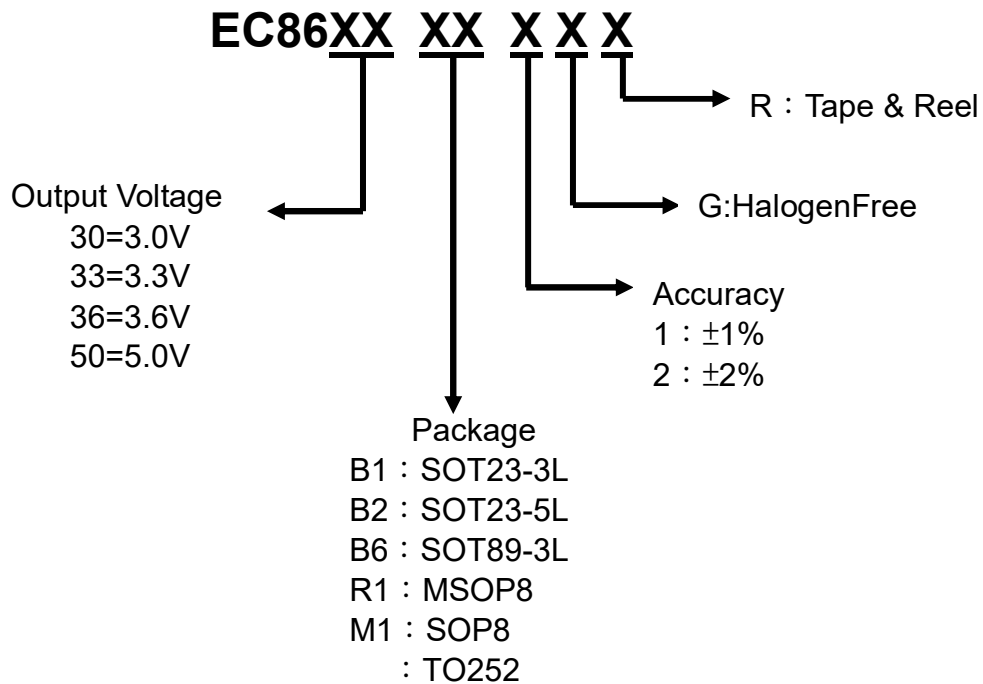 EC86XX XX X X X
R：Tape & Reel
G:HalogenFree
Output Voltage
30=3.0V
33=3.3V
36=3.6V
50=5.0V
Accuracy
1：±1%
2：±2%
Package
B1：SOT23-3L
B2：SOT23-5L
B6：SOT89-3L
R1：MSOP8
M1：SOP8
：TO252